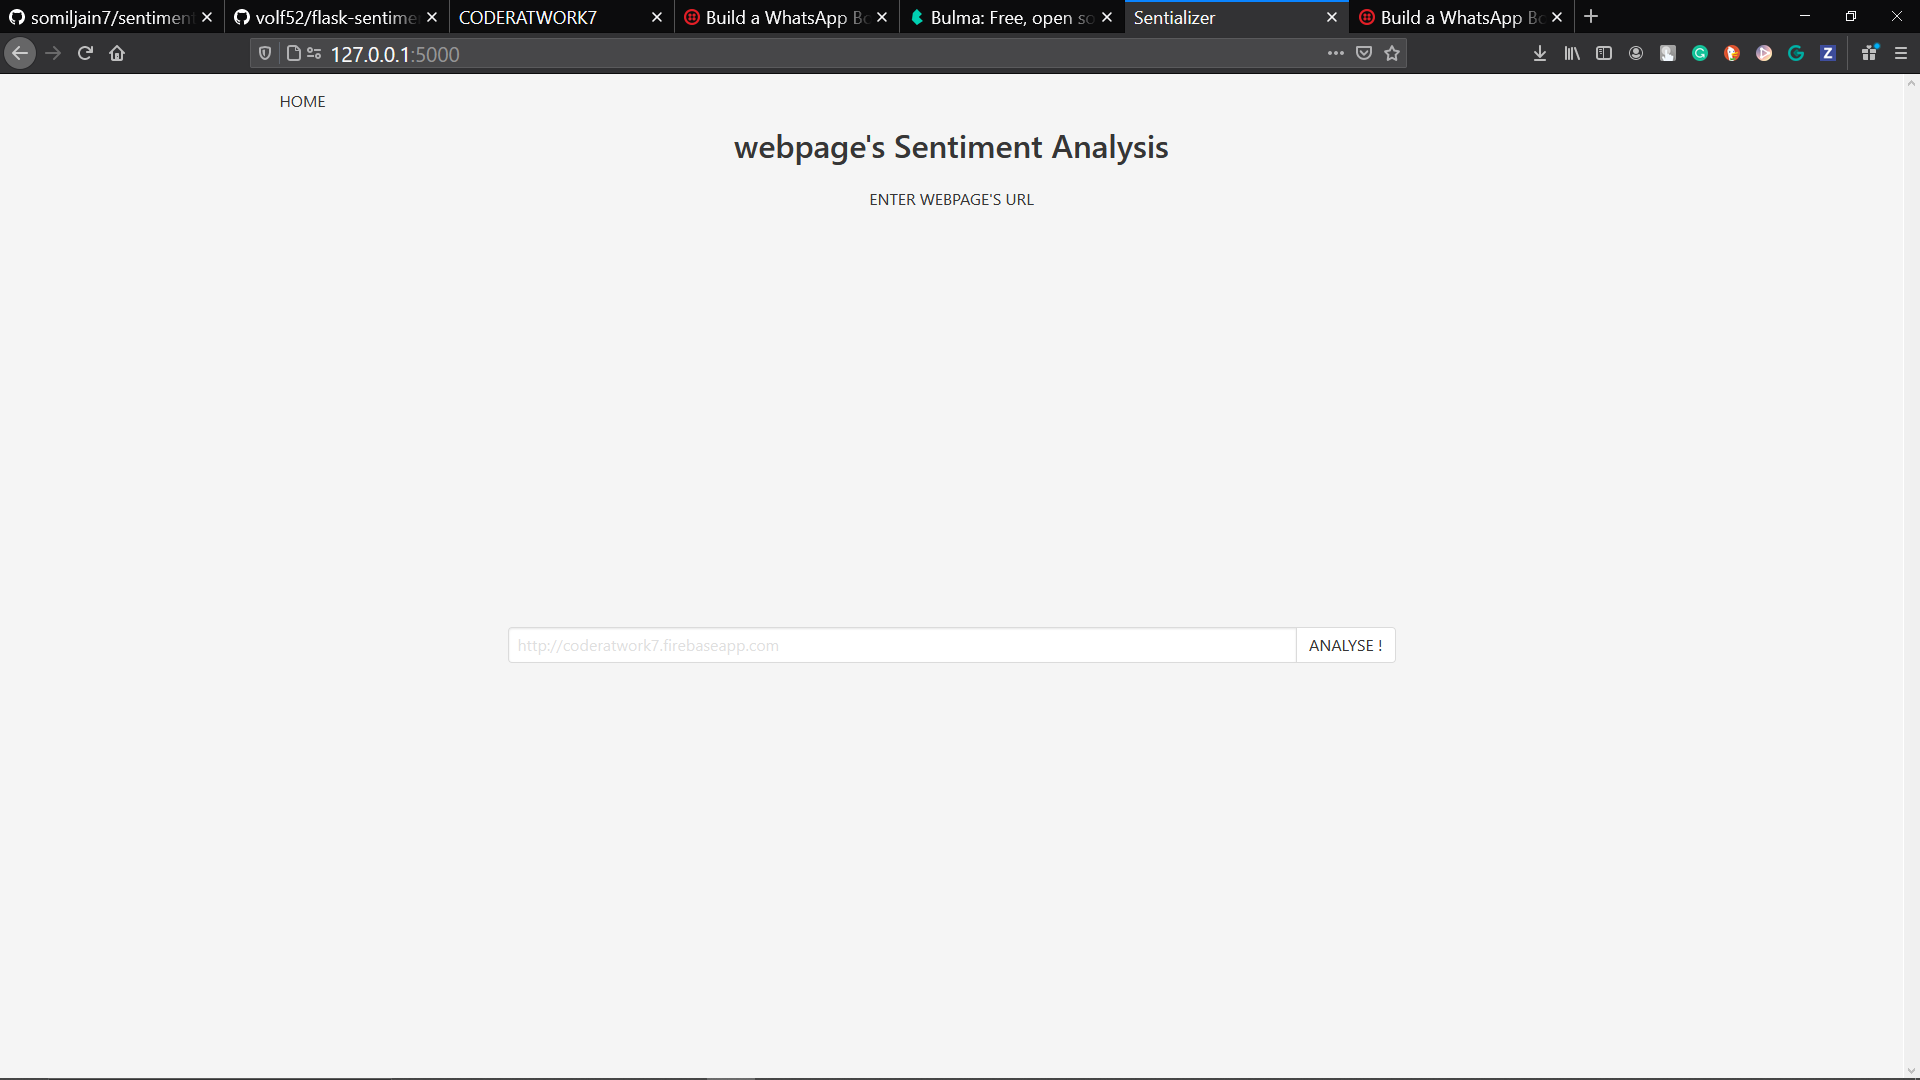 somiljain7/sentimen
volf52/flask-sentime
CODERATWORK7
Build a WhatsApp Bo
Bulma: Free, open so
Sentializer
Build a WhatsApp Bo
127.0.0.1:5000
HOME
webpage's Sentiment Analysis
ENTER WEBPAGE'S URL
http://coderatwork7.firebaseapp.com
ANALYSE !